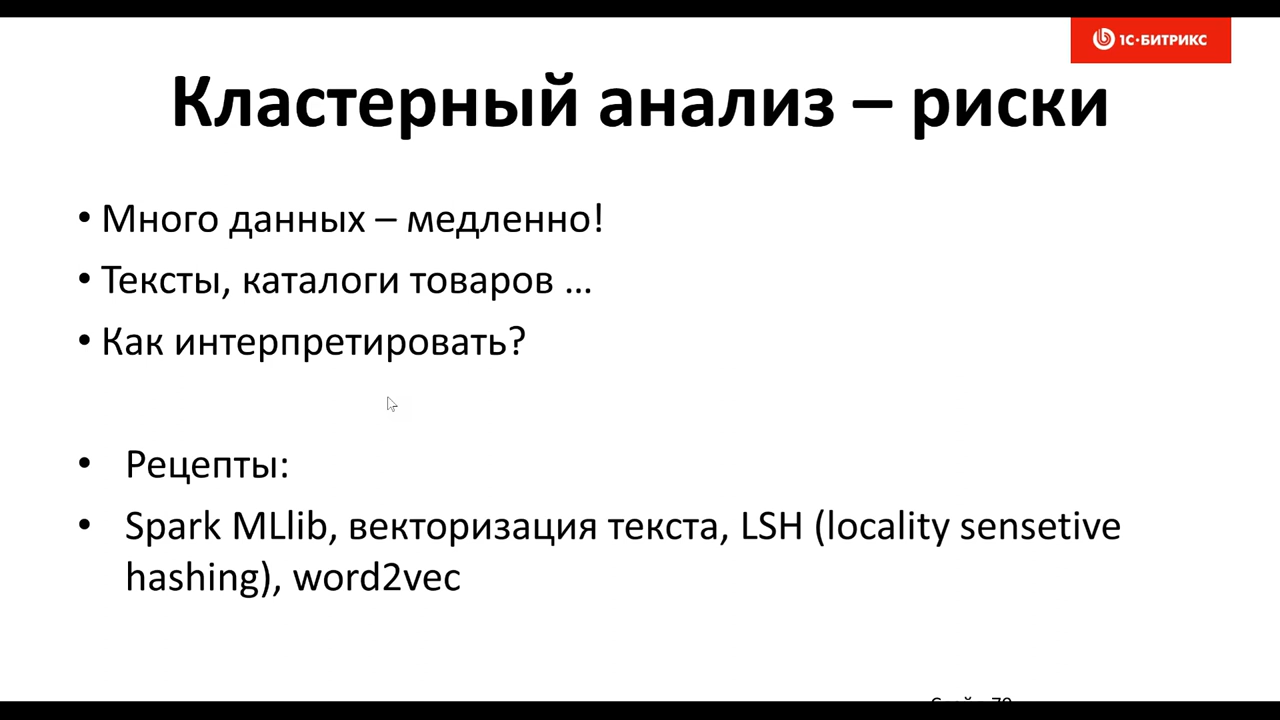 1С·БИТРИКС
Кластерный анализ – риски
• Много данных – медленно!
• Тексты, каталоги товаров ...
• Как интерпретировать?
• Рецепты:
• Spark MLlib, векторизация текста, LSH (locality sensetive
hashing), word2vec